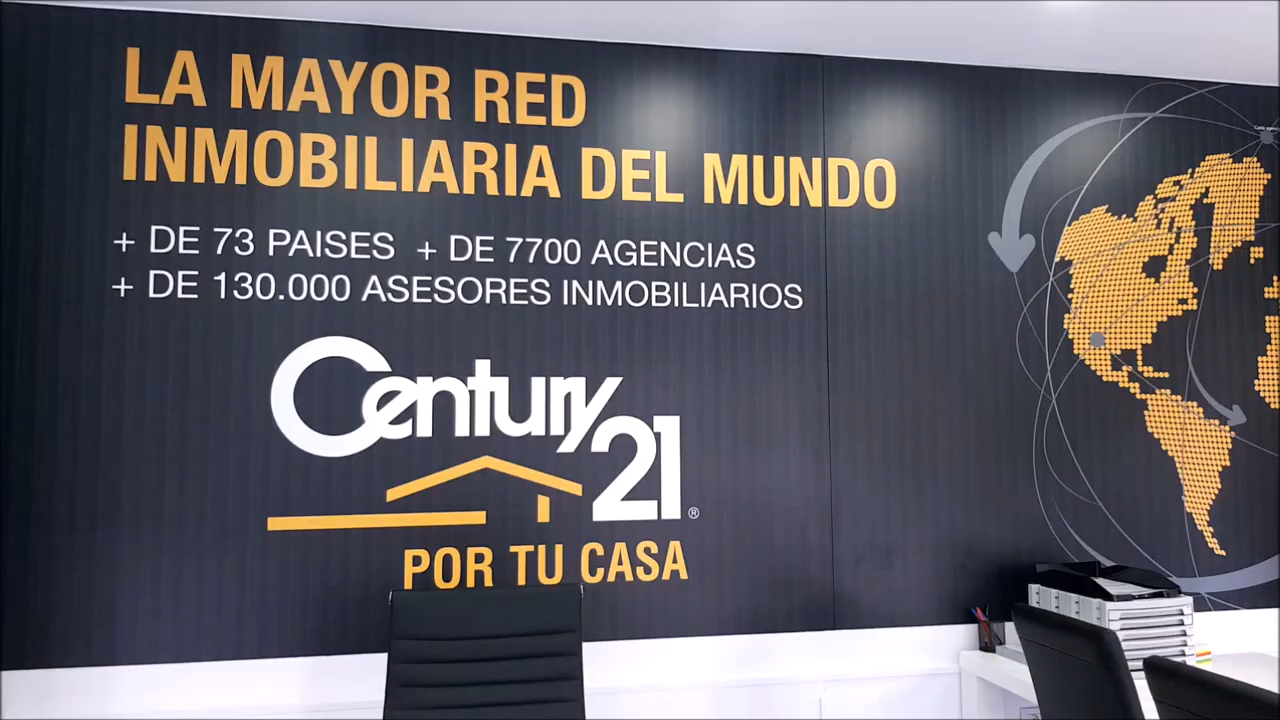 LA MAYOR RED
INMOBILIARIA DEL MUNDO
+ DE 73 PAISES + DE 7700 AGENCIAS
+ DE 130.000 ASESORES INMOBILIARIOS
Century
21®
POR TU CASA